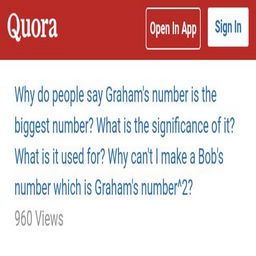 Quora
Open In App
Sign In
Why do people say Graham's number is the
biggest number? What is the significance of it?
What is it used for? Why can't I make a Bob's
number which is Graham's number^2?
960 Views